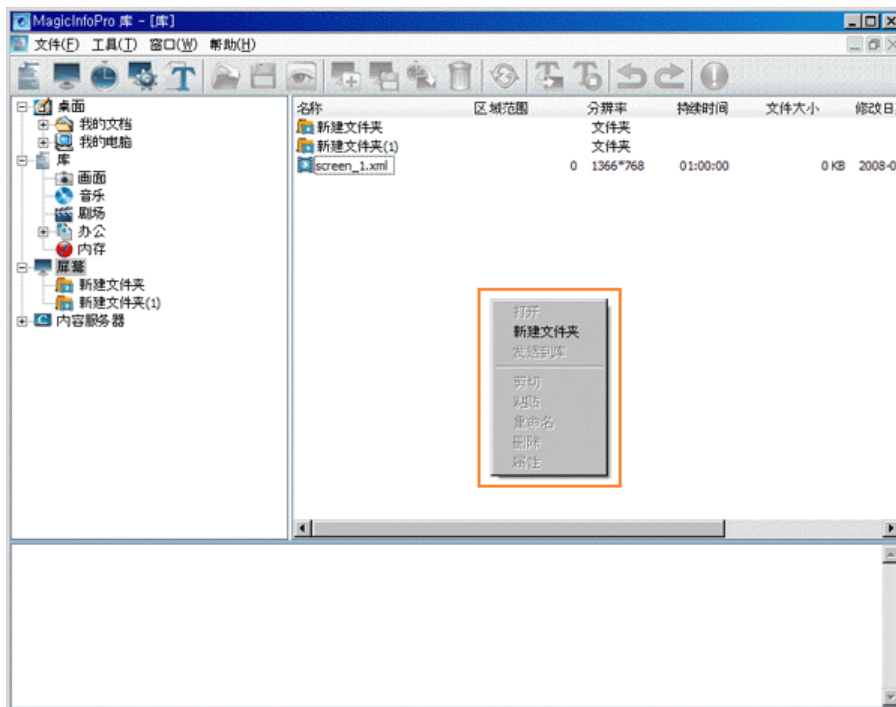 MagicInfoPro 库 - [库]
文件(F) 工具(T) 窗口(W) 帮助(H)
桌面
我的文档
我的电脑
库
画面
音乐
剧场
办公
内存
屏幕
新建文件夹
新建文件夹(1)
内容服务器
名称 区域范围 分辨率 持续时间 文件大小 修改日
新建文件夹 文件夹
新建文件夹(1) 文件夹
screen_1.xml 0 1366*768 01:00:00 0 KB 2008-0
打开
新建文件夹
发送到库
剪切
粘贴
重命名
删除
属性